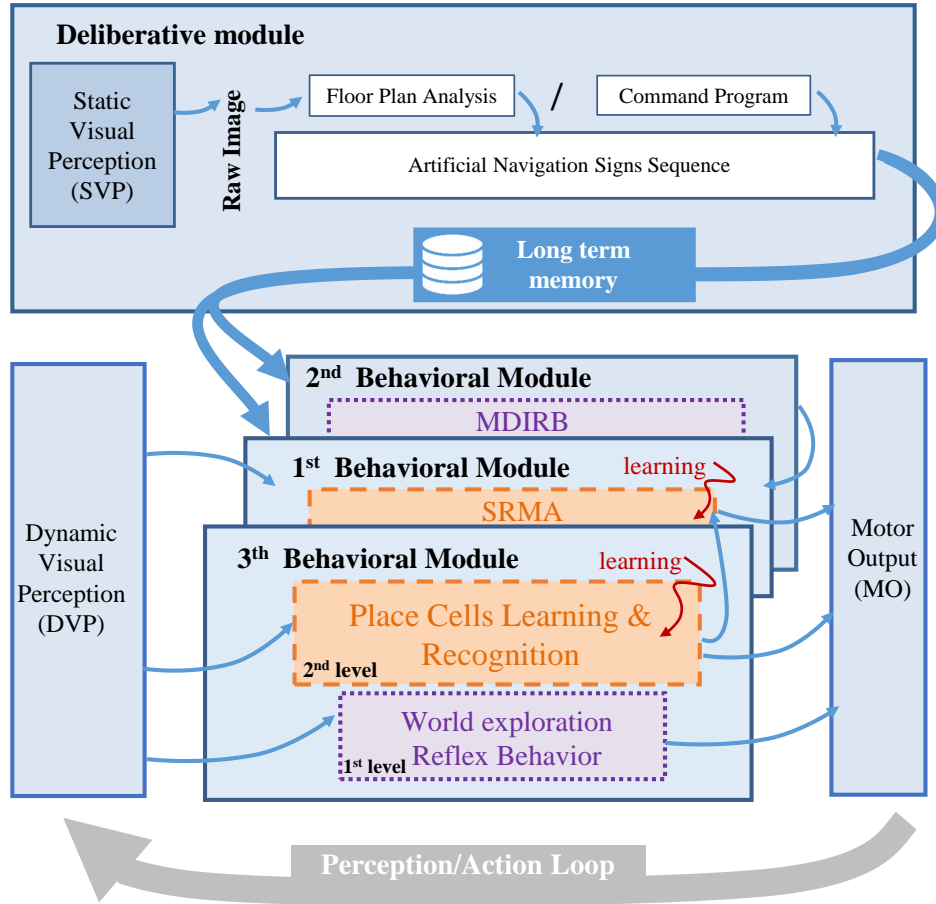 Deliberative module
Static
Visual
Perception
(SVP)
Raw Image
Floor Plan Analysis
/
Command Program
Artificial Navigation Signs Sequence
Long term
memory
2nd Behavioral Module
MDIRB
1st Behavioral Module
learning
SRMA
3th Behavioral Module
learning
Place Cells Learning &
Recognition
2nd level
World exploration
Reflex Behavior
1st level
Dynamic
Visual
Perception
(DVP)
Motor
Output
(MO)
Perception/Action Loop